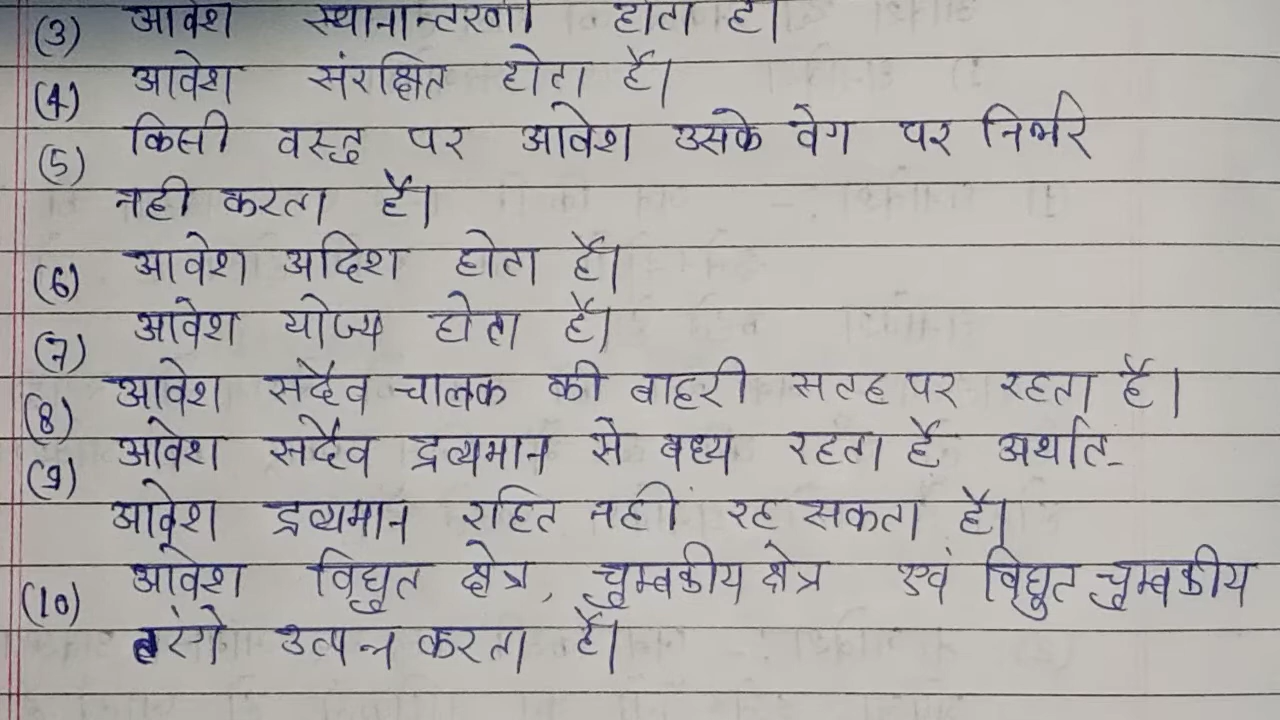 (3) आवेश स्थानान्तरणी होता है।
(4) आवेश संरक्षित होता है।
(5) किसी वस्तु पर आवेश उसके वेग पर निर्भर
नही करता है।
(6) आवेश अदिश होता है।
(7) आवेश योज्य होता है।
(8) आवेश सदैव चालक की बाहरी सतह पर रहता है।
(9) आवेश सदैव द्रव्यमान से बध्य रहता है अर्थात-
आवेश द्रव्यमान रहित नहीं रह सकता है।
(10) आवेश विद्युत क्षेत्र, चुम्बकीय क्षेत्र एवं विद्युत चुम्बकीय
तरंगे उत्पन्न करता है।